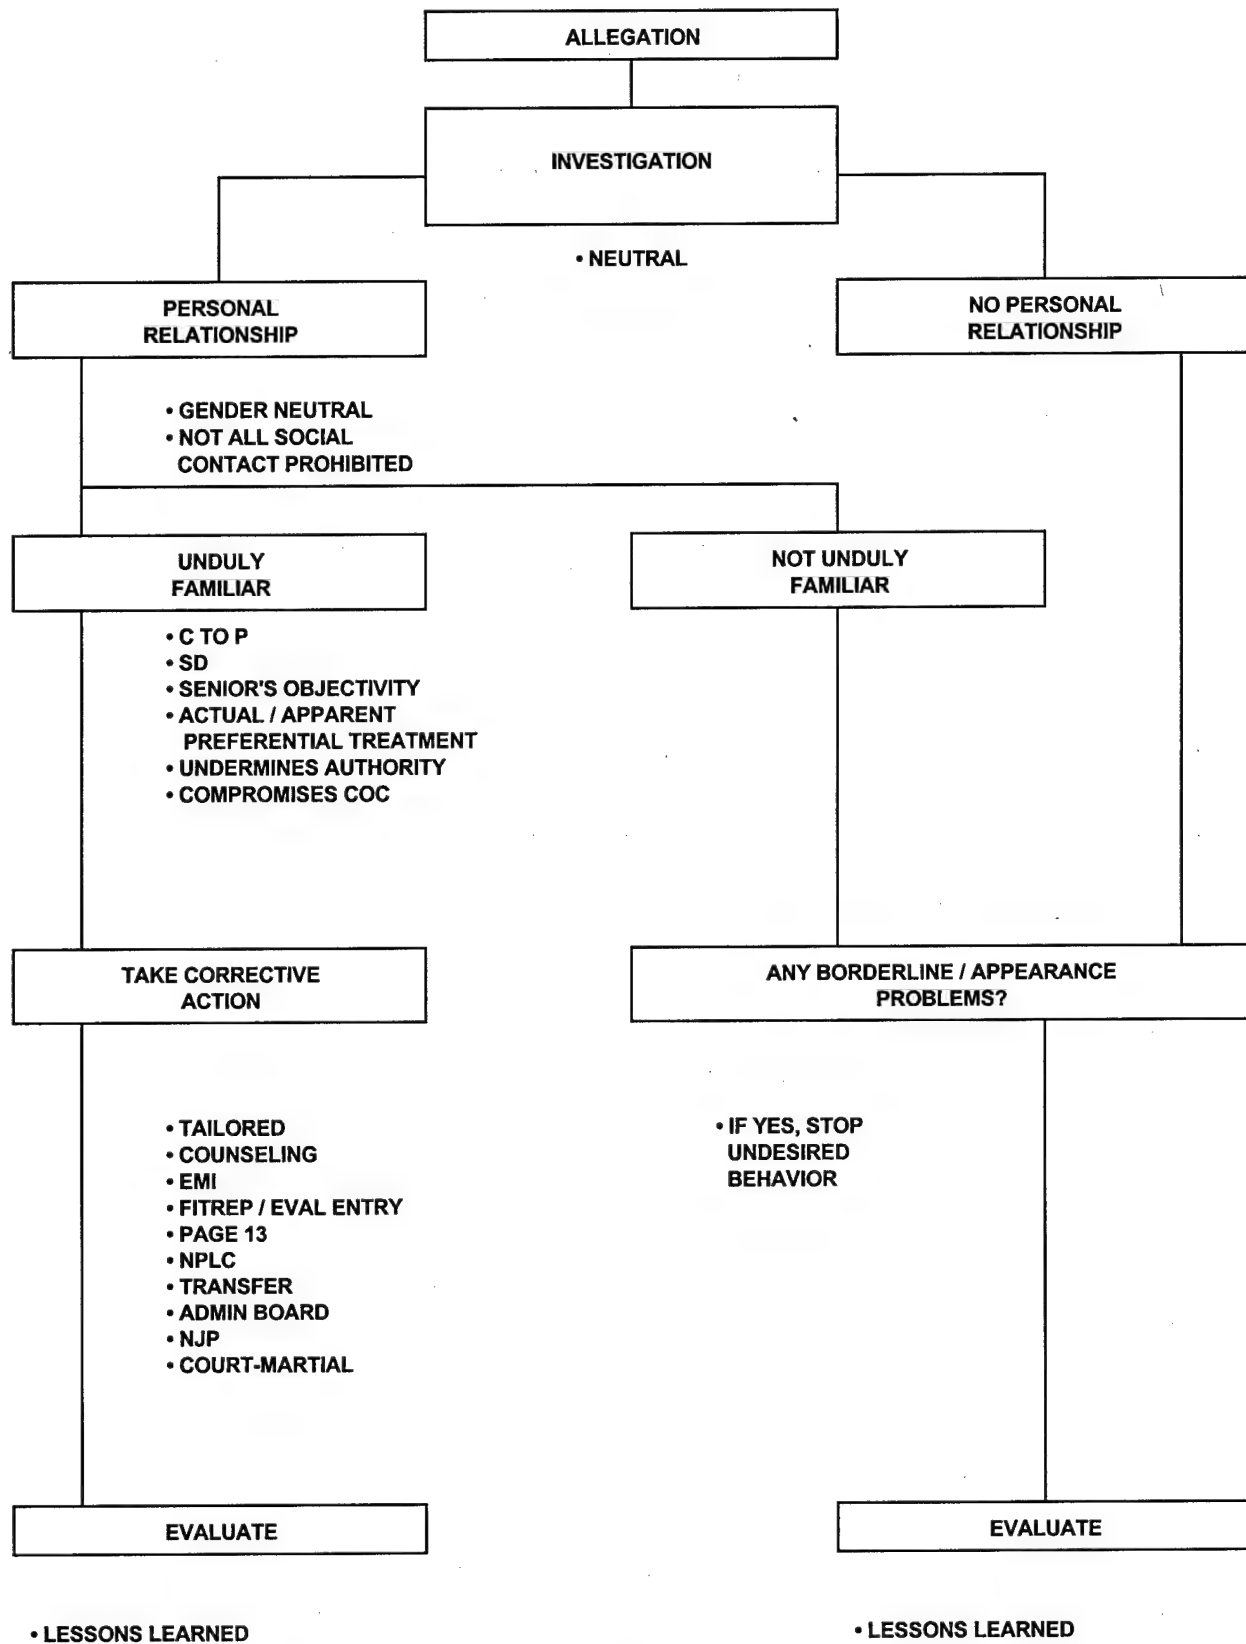 ALLEGATION
INVESTIGATION
• NEUTRAL
PERSONAL
RELATIONSHIP
NO PERSONAL
RELATIONSHIP
• GENDER NEUTRAL
• NOT ALL SOCIAL
CONTACT PROHIBITED
UNDULY
FAMILIAR
NOT UNDULY
FAMILIAR
• C TO P
• SD
• SENIOR'S OBJECTIVITY
• ACTUAL / APPARENT
PREFERENTIAL TREATMENT
• UNDERMINES AUTHORITY
• COMPROMISES COC
TAKE CORRECTIVE
ACTION
ANY BORDERLINE / APPEARANCE
PROBLEMS?
• TAILORED
• COUNSELING
• EMI
• FITREP / EVAL ENTRY
• PAGE 13
• NPLC
• TRANSFER
• ADMIN BOARD
• NJP
• COURT-MARTIAL
• IF YES, STOP
UNDESIRED
BEHAVIOR
EVALUATE
EVALUATE
• LESSONS LEARNED
• LESSONS LEARNED